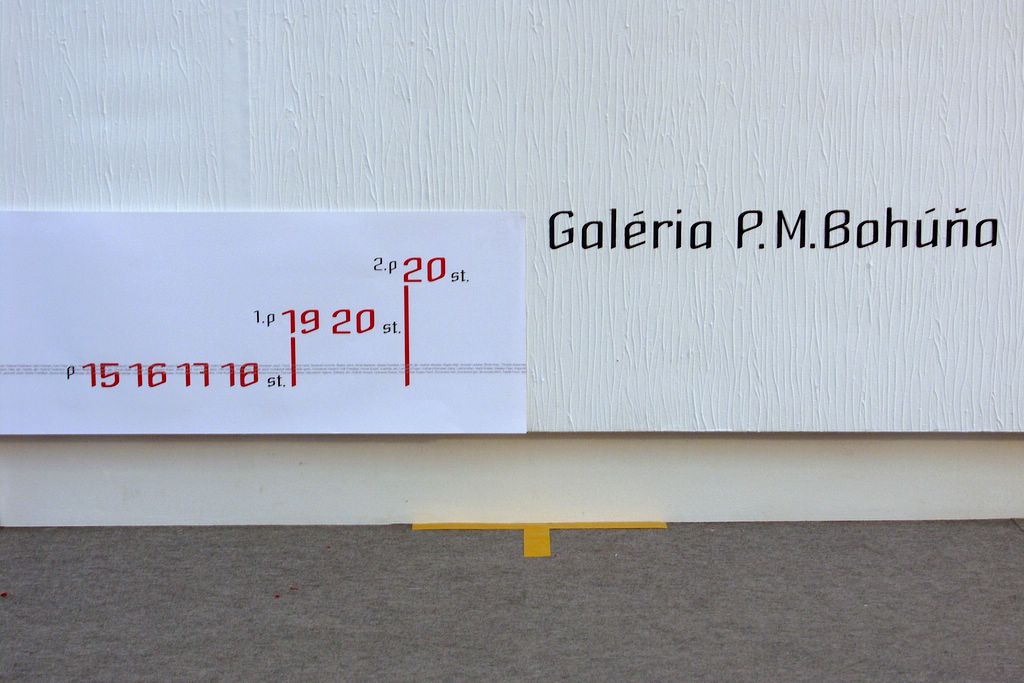 Galéria P.M.Bohúňa
2.p 20 st.
1.p 19 20 st.
p 15 16 17 18 st.